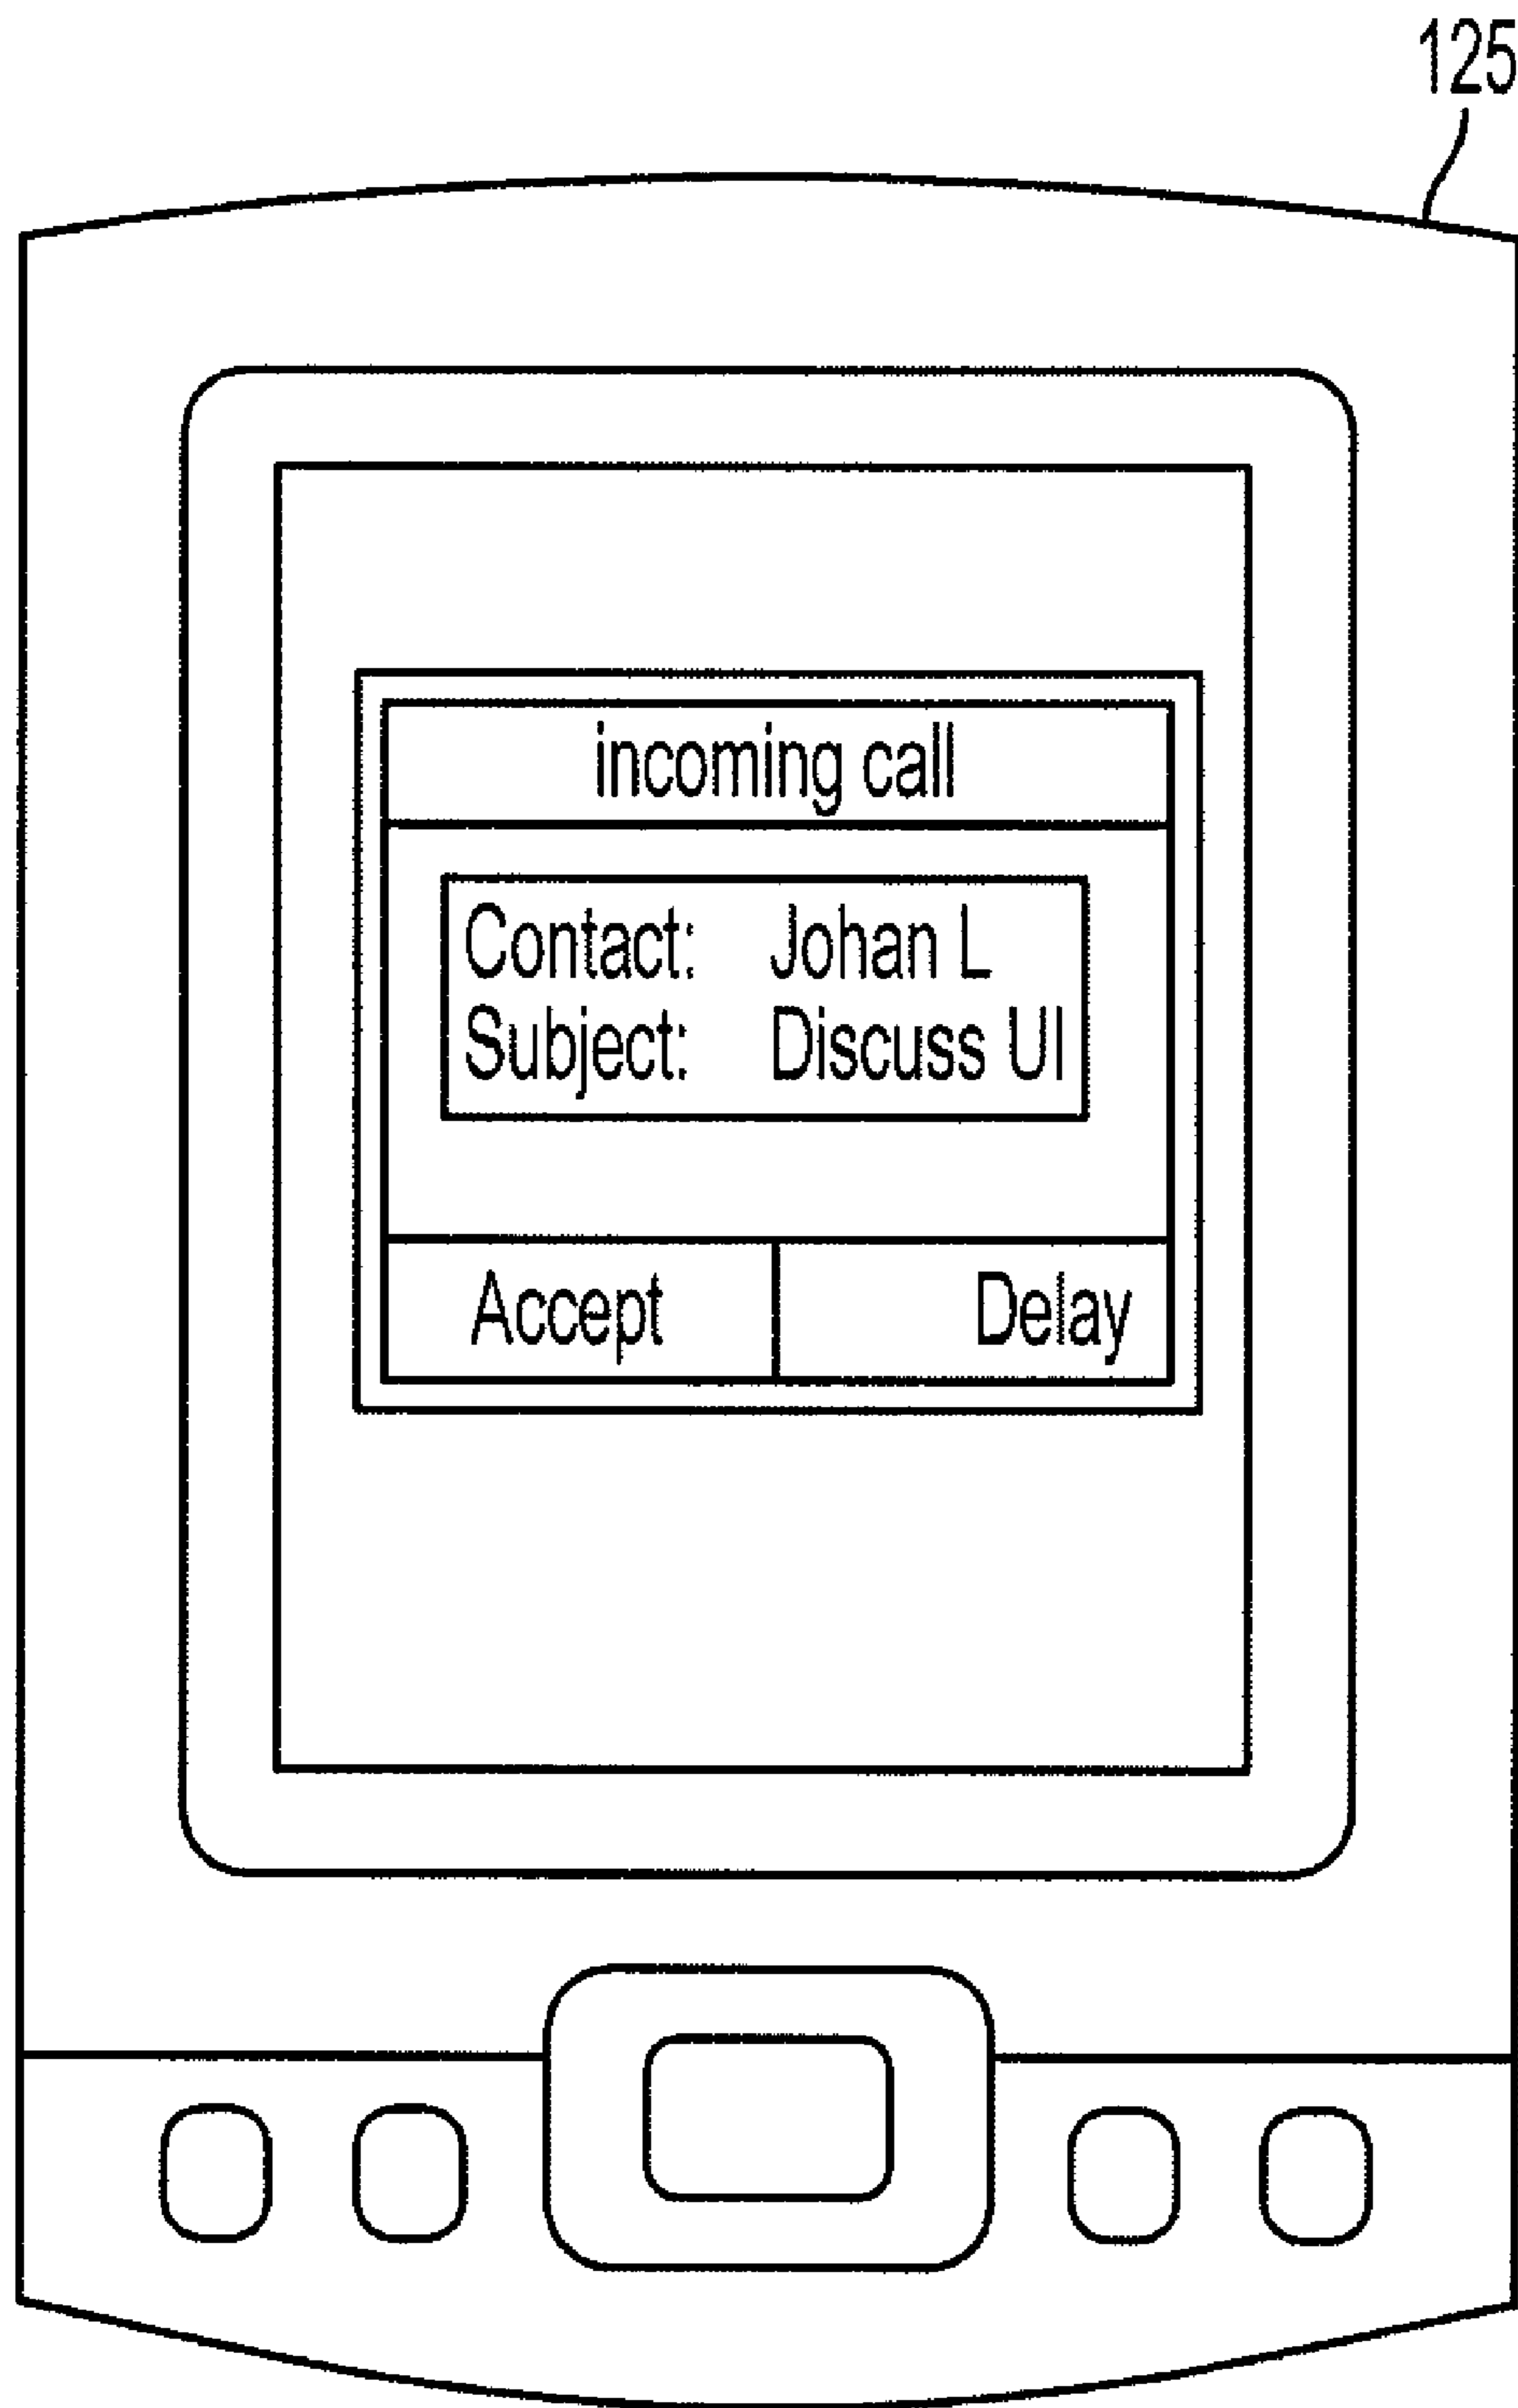 125
incoming call
Contact: Johan L
Subject: Discuss UI
Accept Delay